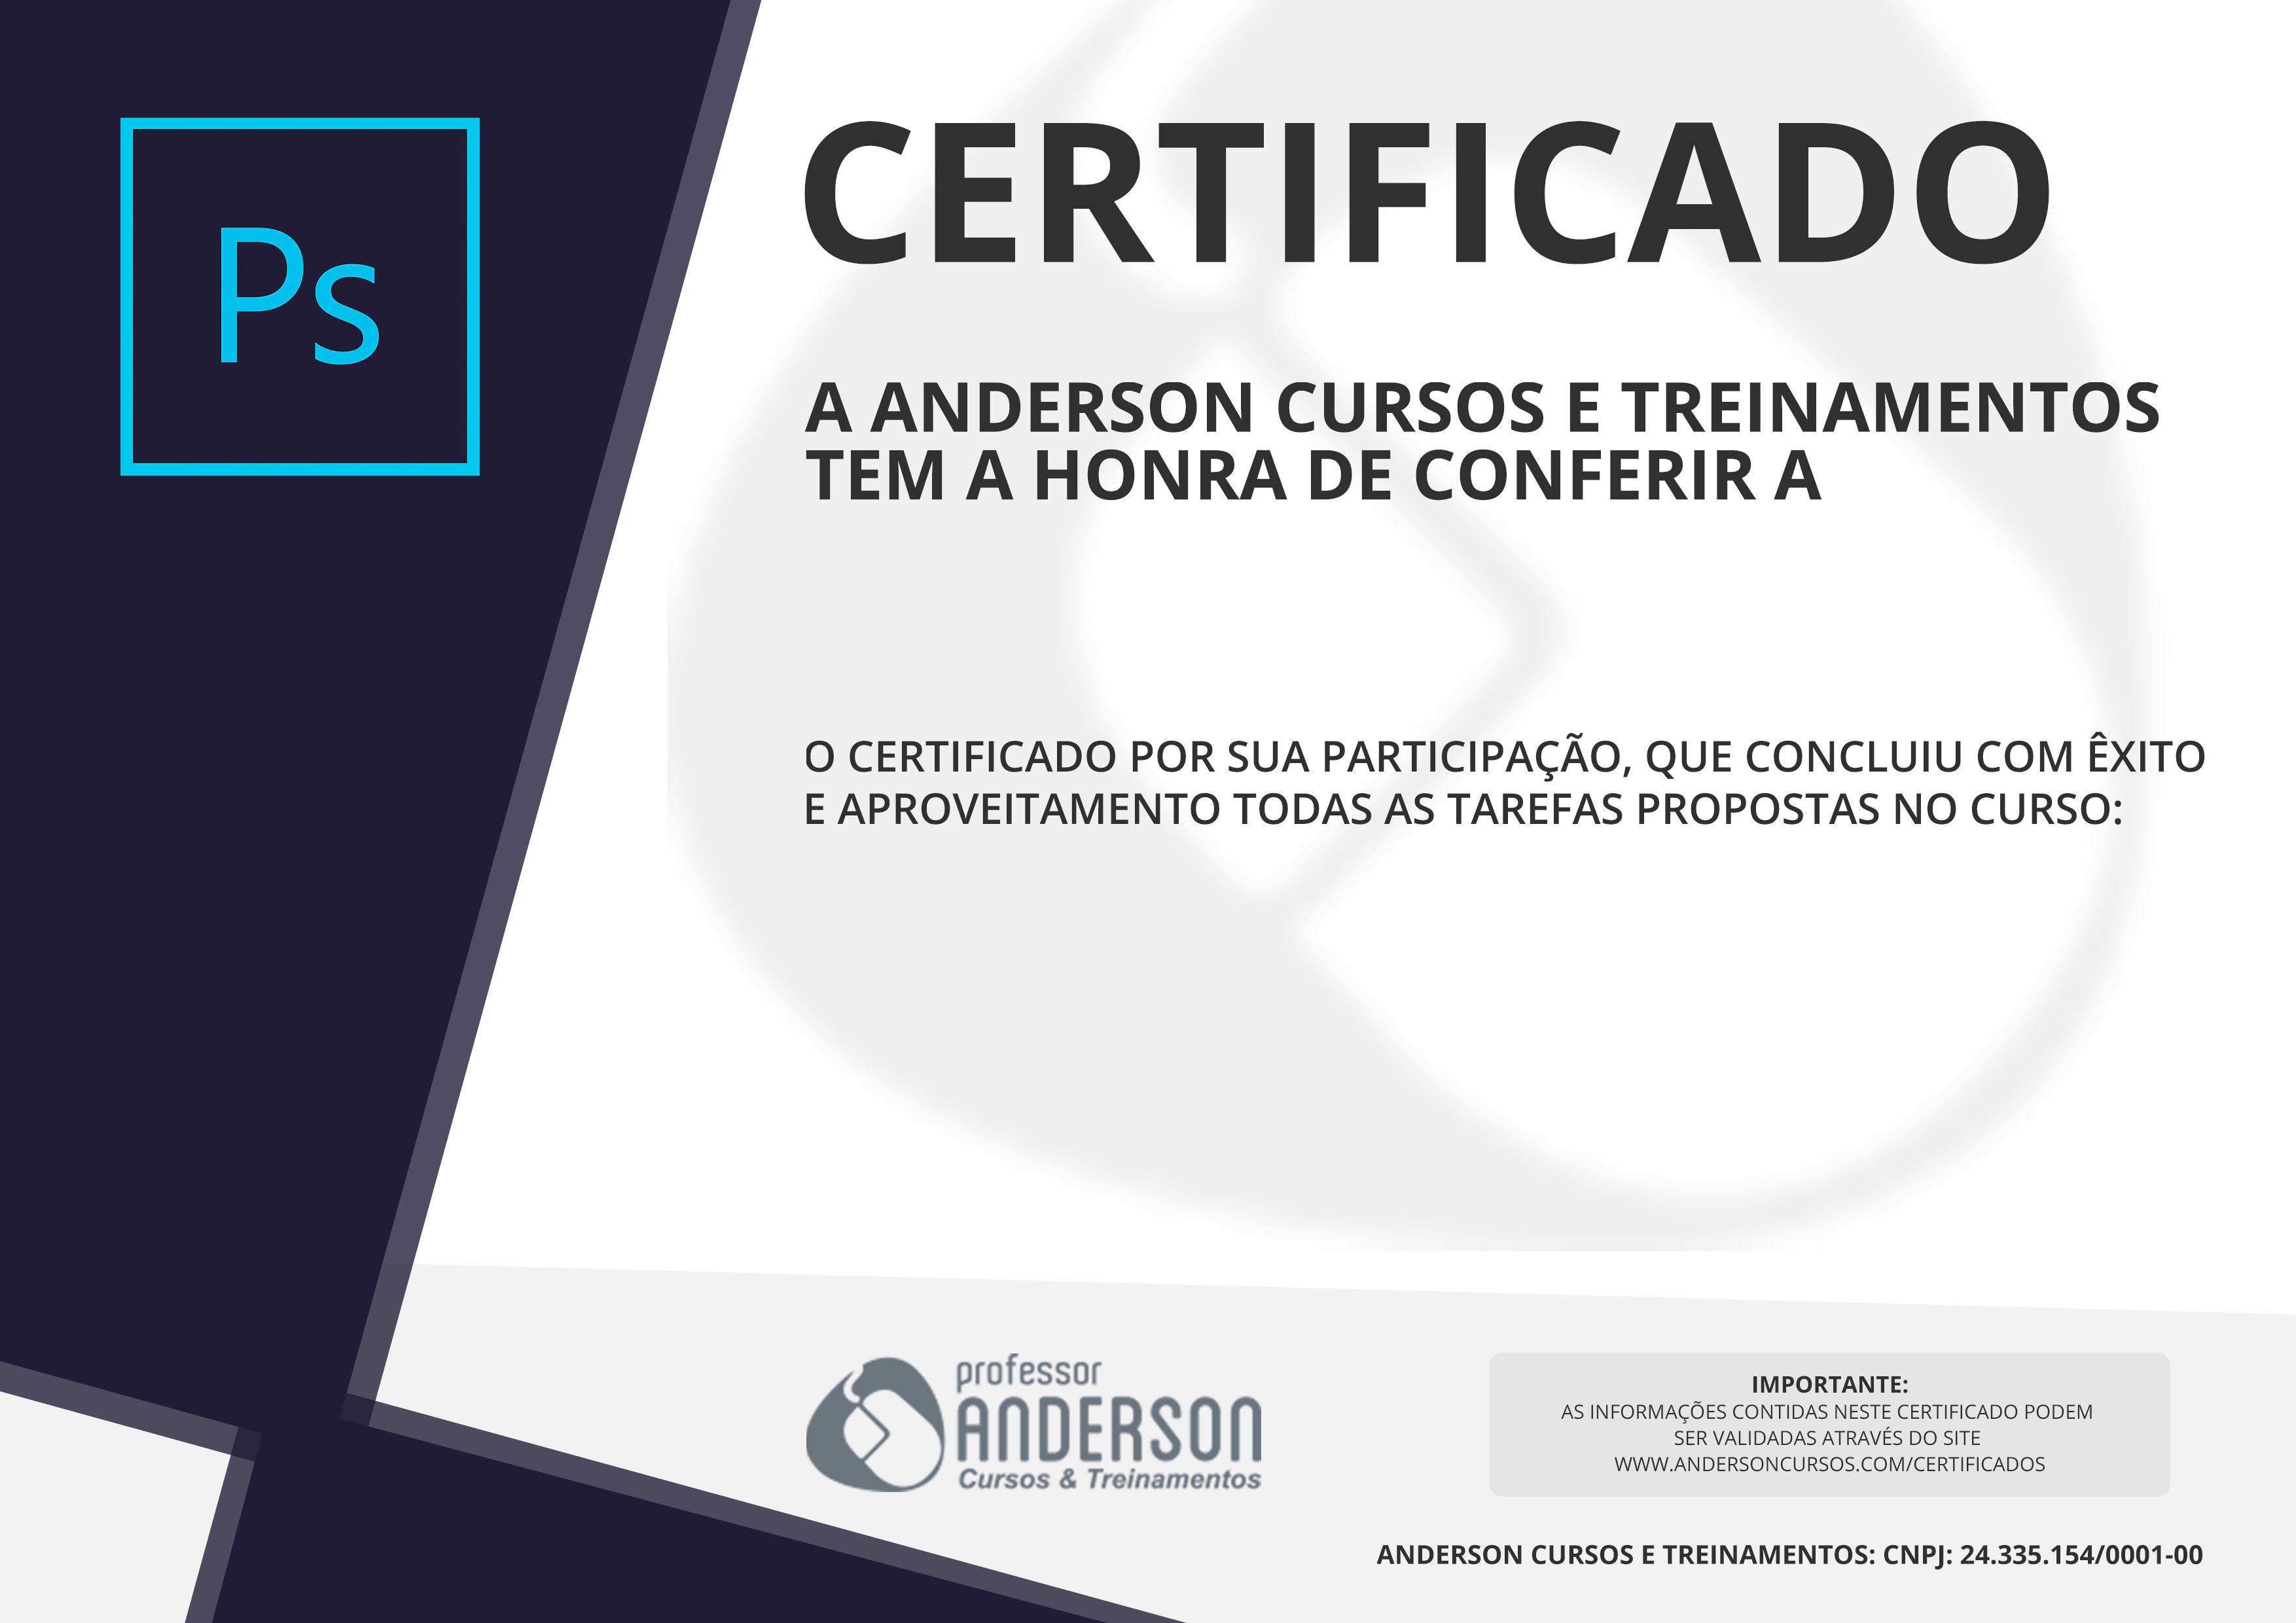 Ps
CERTIFICADO
A ANDERSON CURSOS E TREINAMENTOS
TEM A HONRA DE CONFERIR A
O CERTIFICADO POR SUA PARTICIPAÇÃO, QUE CONCLUIU COM ÊXITO
E APROVEITAMENTO TODAS AS TAREFAS PROPOSTAS NO CURSO:
professor
ANDERSON
Cursos & Treinamentos
IMPORTANTE:
AS INFORMAÇÕES CONTIDAS NESTE CERTIFICADO PODEM
SER VALIDADAS ATRAVÉS DO SITE
WWW.ANDERSONCURSOS.COM/CERTIFICADOS
ANDERSON CURSOS E TREINAMENTOS: CNPJ: 24.335.154/0001-00